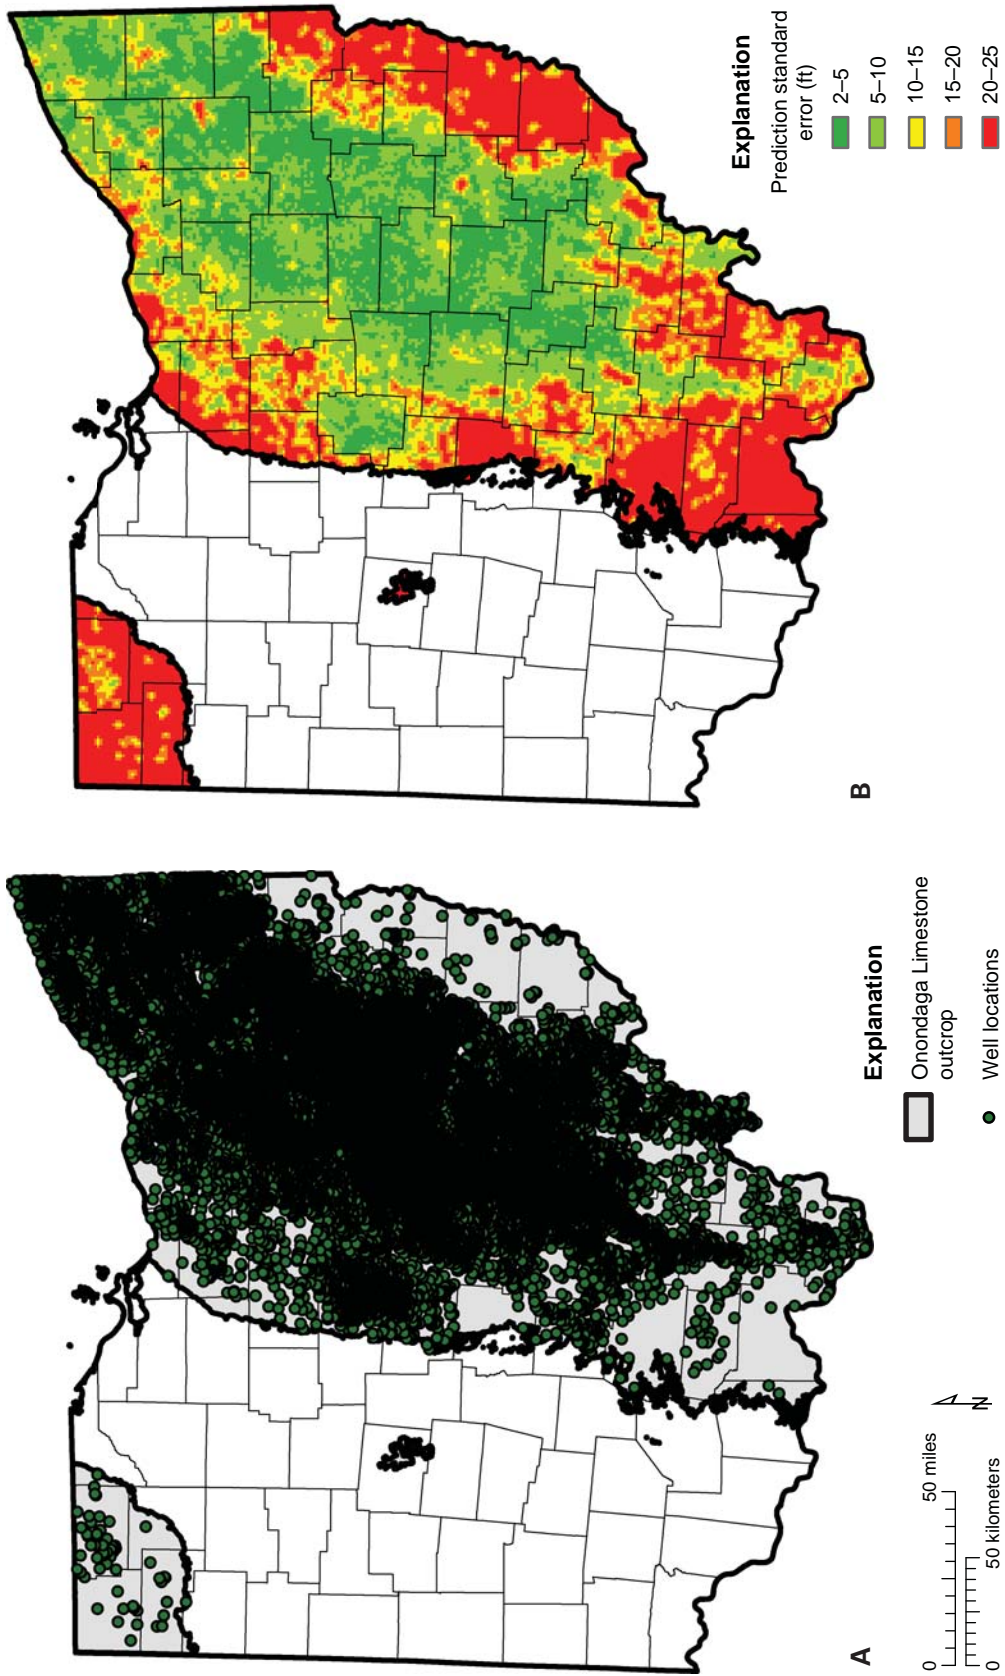 A
0
50 miles
0
50 kilometers
N
Explanation
Onondaga Limestone
outcrop
Well locations
B
Explanation
Prediction standard
error (ft)
2–5
5–10
10–15
15–20
20–25